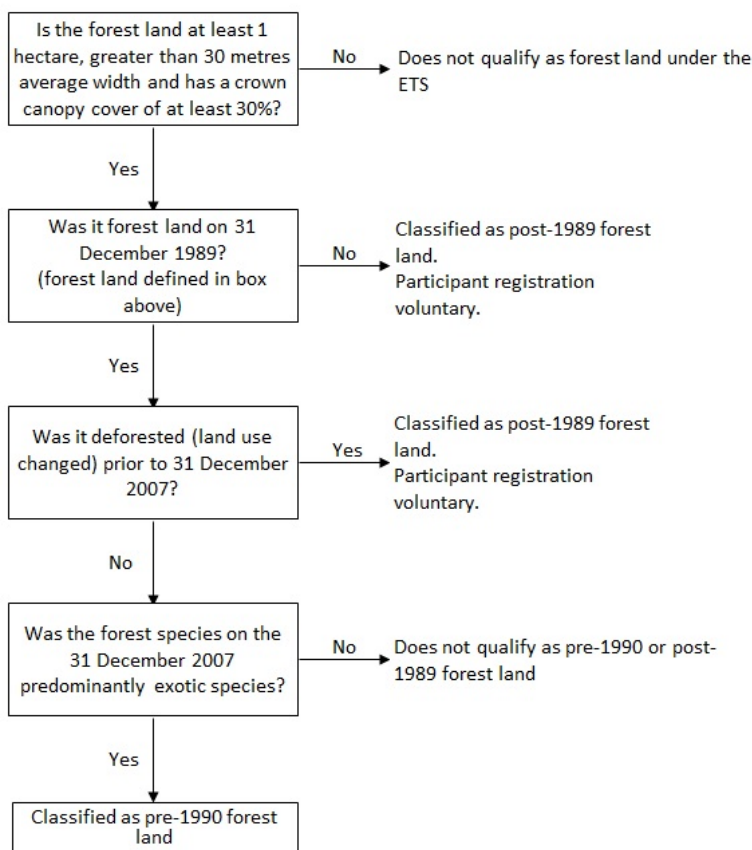 Is the forest land at least 1
hectare, greater than 30 metres
average width and has a crown
canopy cover of at least 30%?
No
Does not qualify as forest land under the
ETS
Yes
Was it forest land on 31
December 1989?
(forest land defined in box
above)
No
Classified as post-1989 forest
land.
Participant registration
voluntary.
Yes
Was it deforested (land use
changed) prior to 31 December
2007?
Yes
Classified as post-1989 forest
land.
Participant registration
voluntary.
No
Was the forest species on the
31 December 2007
predominantly exotic species?
No
Does not qualify as pre-1990 or post-
1989 forest land
Yes
Classified as pre-1990 forest
land